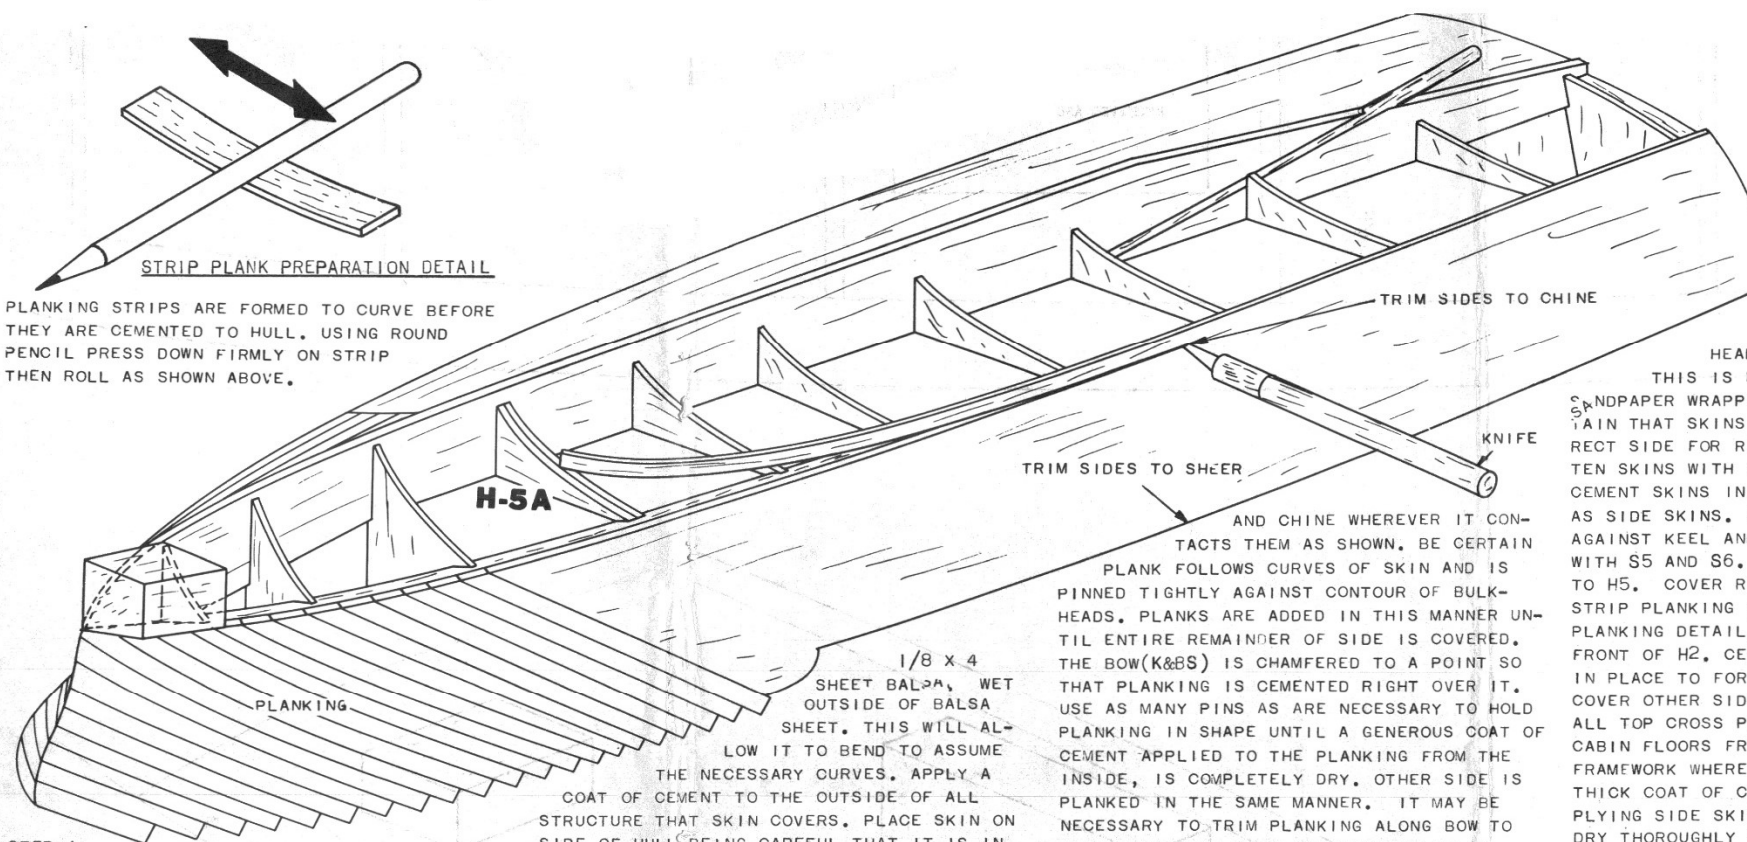 STRIP PLANK PREPARATION DETAIL
PLANKING STRIPS ARE FORMED TO CURVE BEFORE
THEY ARE CEMENTED TO HULL. USING ROUND
PENCIL PRESS DOWN FIRMLY ON STRIP
THEN ROLL AS SHOWN ABOVE.
H-5A
TRIM SIDES TO CHINE
KNIFE
TRIM SIDES TO SHEER
PLANKING
1/8 X 4
SHEET BALSA, WET
OUTSIDE OF BALSA
SHEET. THIS WILL AL-
LOW IT TO BEND TO ASSUME
THE NECESSARY CURVES. APPLY A
COAT OF CEMENT TO THE OUTSIDE OF ALL
STRUCTURE THAT SKIN COVERS. PLACE SKIN ON
SIDE OF HULL BEING CAREFUL THAT IT IS IN-
AND CHINE WHEREVER IT CON-
TACTS THEM AS SHOWN. BE CERTAIN
PLANK FOLLOWS CURVES OF SKIN AND IS
PINNED TIGHTLY AGAINST CONTOUR OF BULK-
HEADS. PLANKS ARE ADDED IN THIS MANNER UN-
TIL ENTIRE REMAINDER OF SIDE IS COVERED.
THE BOW(K&BS) IS CHAMFERED TO A POINT SO
THAT PLANKING IS CEMENTED RIGHT OVER IT.
USE AS MANY PINS AS ARE NECESSARY TO HOLD
PLANKING IN SHAPE UNTIL A GENEROUS COAT OF
CEMENT APPLIED TO THE PLANKING FROM THE
INSIDE, IS COMPLETELY DRY. OTHER SIDE IS
PLANKED IN THE SAME MANNER. IT MAY BE
NECESSARY TO TRIM PLANKING ALONG BOW TO
HEA
THIS IS
SANDPAPER WRAPP
TAIN THAT SKINS
RECT SIDE FOR R
TEN SKINS WITH
CEMENT SKINS IN
AS SIDE SKINS.
AGAINST KEEL AN
WITH S5 AND S6.
TO H5. COVER R
STRIP PLANKING
PLANKING DETAIL
FRONT OF H2. CE
IN PLACE TO FOR
COVER OTHER SID
ALL TOP CROSS P
CABIN FLOORS FR
FRAMEWORK WHERE
THICK COAT OF C
PLYING SIDE SKI
DRY THOROUGHLY